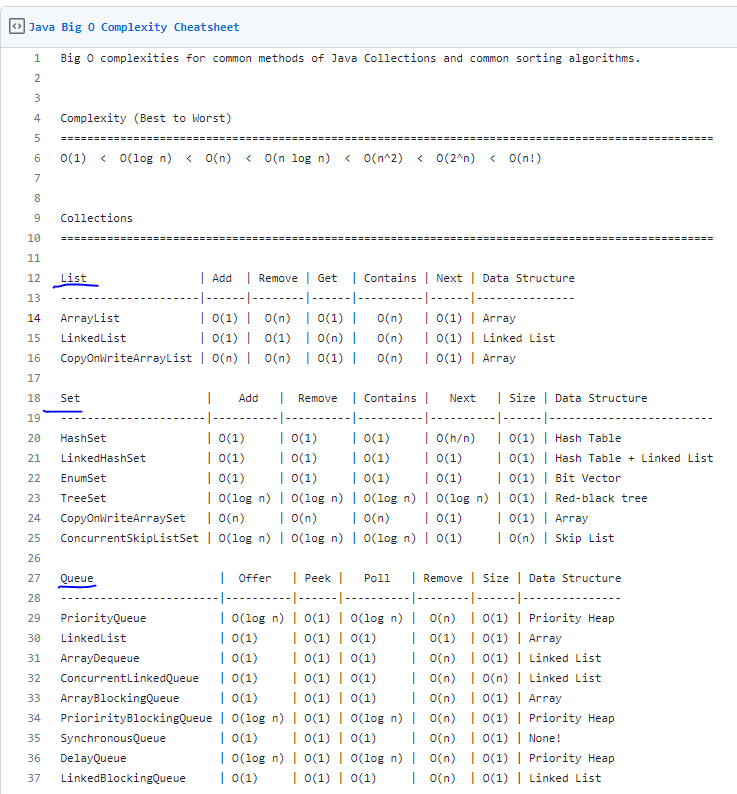 Java Big O Complexity Cheatsheet
1 Big O complexities for common methods of Java Collections and common sorting algorithms.
2
3
4 Complexity (Best to Worst)
5 ===================================================================================================
6 O(1)  <  O(log n)  <  O(n)  <  O(n log n)  <  O(n^2)  <  O(2^n)  <  O(n!)
7
8
9 Collections
10 ===================================================================================================
11
12 List                 | Add  | Remove | Get  | Contains | Next | Data Structure
13 ---------------------|------|--------|------|----------|------|---------------
14 ArrayList            | O(1) |  O(n)  | O(1) |   O(n)   | O(1) | Array
15 LinkedList           | O(1) |  O(1)  | O(n) |   O(n)   | O(1) | Linked List
16 CopyOnWriteArrayList | O(n) |  O(n)  | O(1) |   O(n)   | O(1) | Array
17
18 Set                   |    Add   |  Remove  | Contains |   Next   | Size | Data Structure
19 ----------------------|----------|----------|----------|----------|------|-------------------------
20 HashSet               | O(1)     | O(1)     | O(1)     | O(h/n)   | O(1) | Hash Table
21 LinkedHashSet         | O(1)     | O(1)     | O(1)     | O(1)     | O(1) | Hash Table + Linked List
22 EnumSet               | O(1)     | O(1)     | O(1)     | O(1)     | O(1) | Bit Vector
23 TreeSet               | O(log n) | O(log n) | O(log n) | O(log n) | O(1) | Red-black tree
24 CopyOnWriteArraySet   | O(n)     | O(n)     | O(n)     | O(1)     | O(1) | Array
25 ConcurrentSkipListSet | O(log n) | O(log n) | O(log n) | O(1)     | O(n) | Skip List
26
27 Queue                   |  Offer   | Peek |   Poll   | Remove | Size | Data Structure
28 ------------------------|----------|------|----------|--------|------|---------------
29 PriorityQueue           | O(log n) | O(1) | O(log n) |  O(n)  | O(1) | Priority Heap
30 LinkedList              | O(1)     | O(1) | O(1)     |  O(1)  | O(1) | Array
31 ArrayDequeue            | O(1)     | O(1) | O(1)     |  O(n)  | O(1) | Linked List
32 ConcurrentLinkedQueue   | O(1)     | O(1) | O(1)     |  O(n)  | O(n) | Linked List
33 ArrayBlockingQueue      | O(1)     | O(1) | O(1)     |  O(n)  | O(1) | Array
34 PriorirityBlockingQueue | O(log n) | O(1) | O(log n) |  O(n)  | O(1) | Priority Heap
35 SynchronousQueue        | O(1)     | O(1) | O(1)     |  O(n)  | O(1) | None!
36 DelayQueue              | O(log n) | O(1) | O(log n) |  O(n)  | O(1) | Priority Heap
37 LinkedBlockingQueue     | O(1)     | O(1) | O(1)     |  O(n)  | O(1) | Linked List